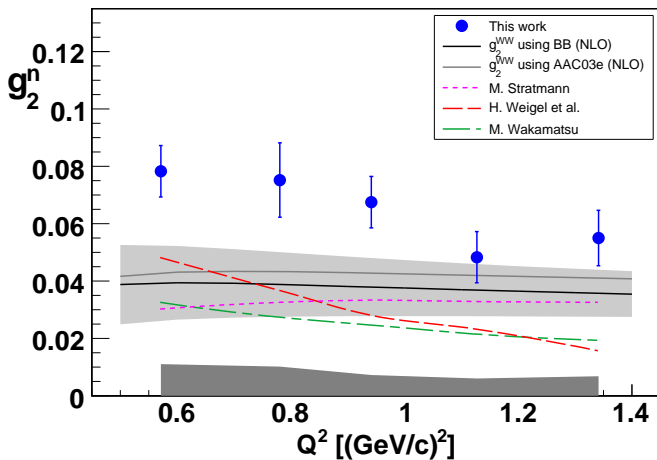 g₂ⁿ
0.12
0.1
0.08
0.06
0.04
0.02
0
This work
g₂ᵂᵂ using BB (NLO)
g₂ᵂᵂ using AAC03e (NLO)
M. Stratmann
H. Weigel et al.
M. Wakamatsu
0.6
0.8
1
1.2
1.4
Q² [(GeV/c)²]